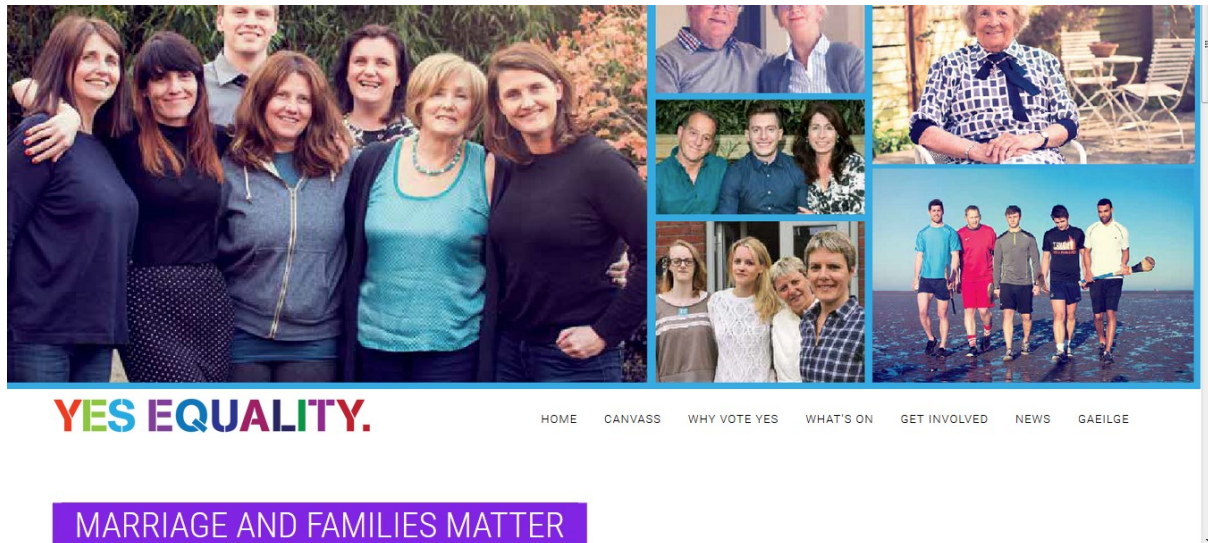 YES EQUALITY.
HOME CANVASS WHY VOTE YES WHAT'S ON GET INVOLVED NEWS GAEILGE
MARRIAGE AND FAMILIES MATTER